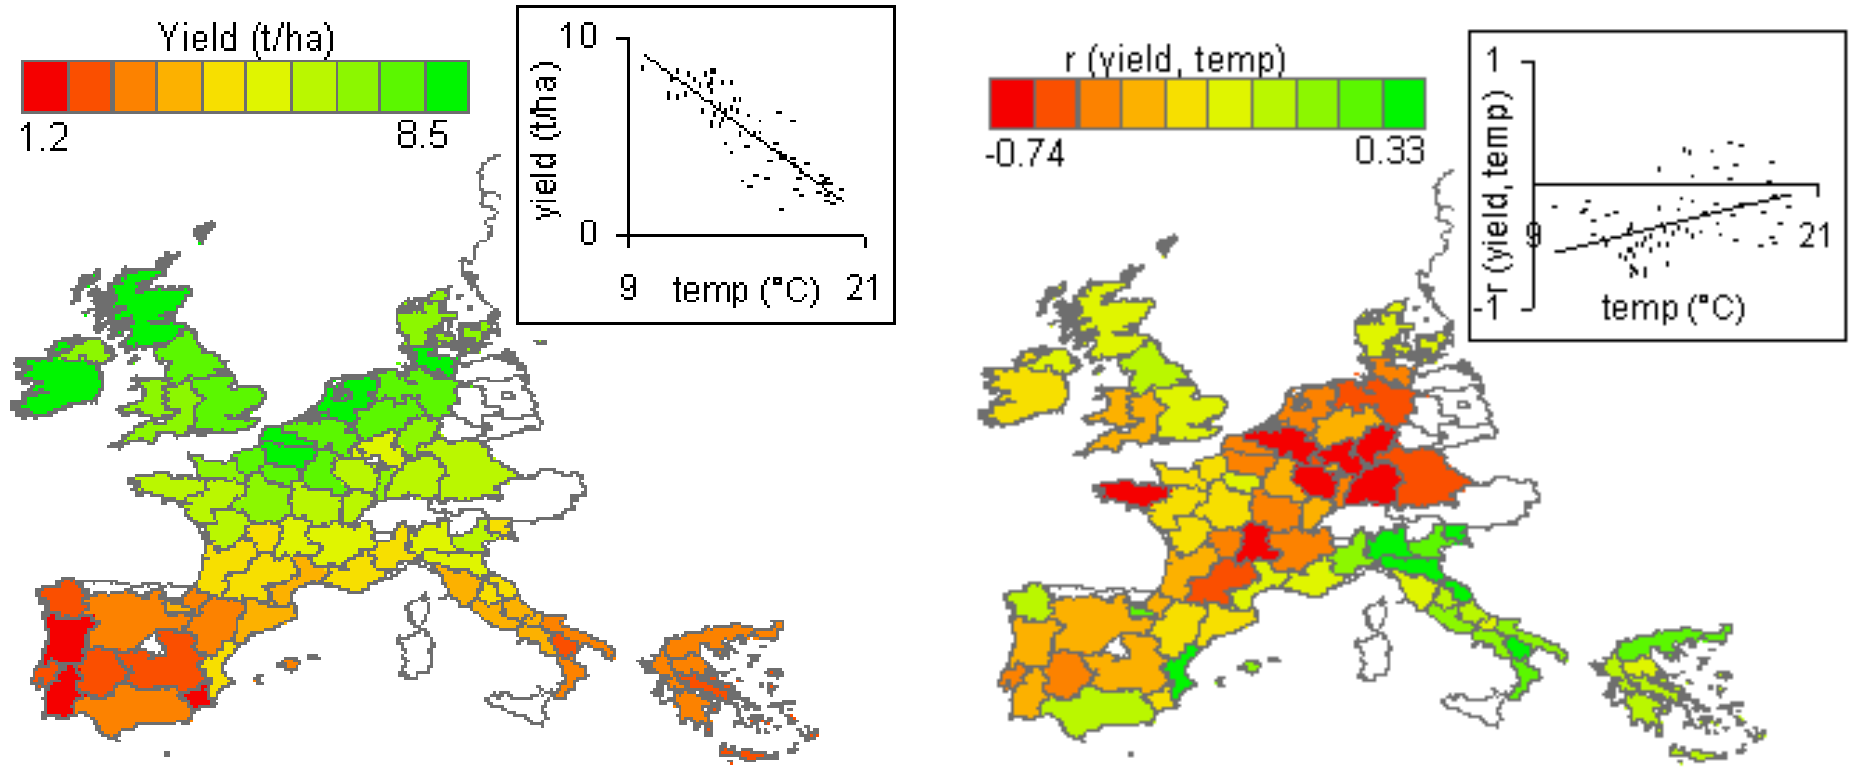 Yield (t/ha)
1.2 8.5
10
yield (t/ha)
0
9 temp (°C) 21
r (yield, temp)
-0.74 0.33
1
r (yield, temp)
9 21
-1
temp (°C)